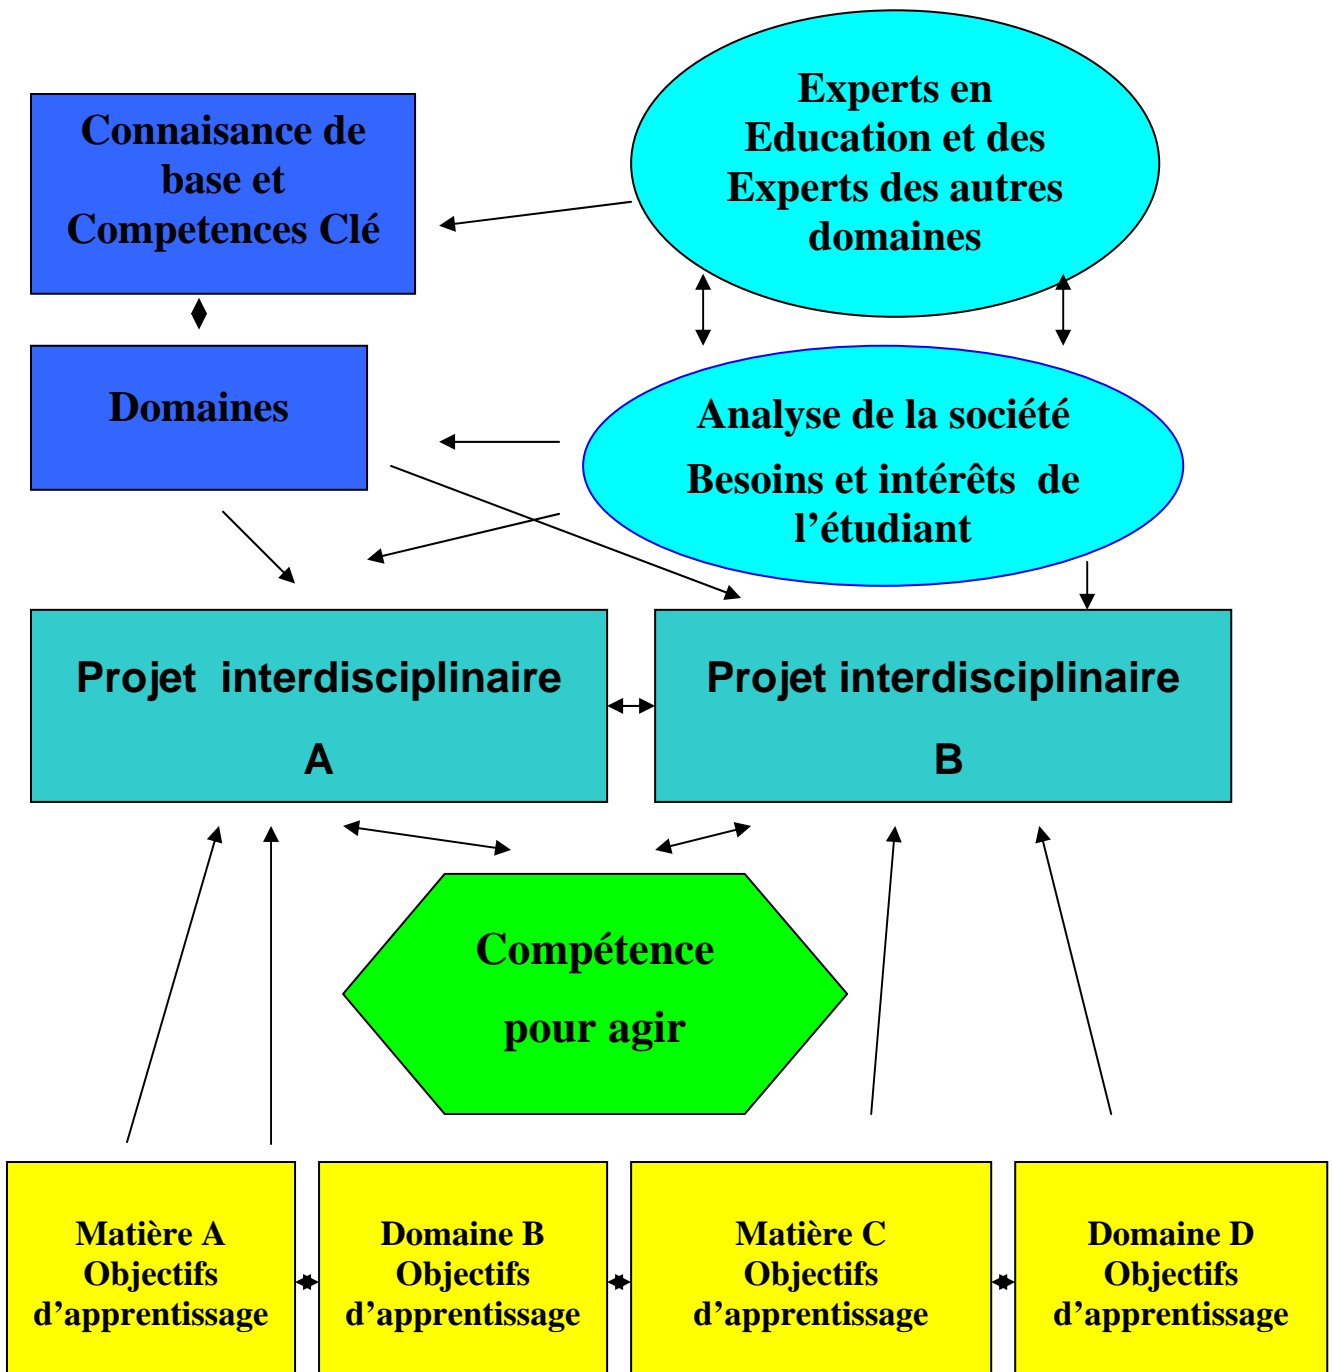 Connaisance de
base et
Competences Clé
Experts en
Education et des
Experts des autres
domaines
Domaines
Analyse de la société
Besoins et intérêts  de
l’étudiant
Projet  interdisciplinaire
A
Projet interdisciplinaire
B
Compétence
pour agir
Matière A
Objectifs
d’apprentissage
Domaine B
Objectifs
d’apprentissage
Matière C
Objectifs
d’apprentissage
Domaine D
Objectifs
d’apprentissage